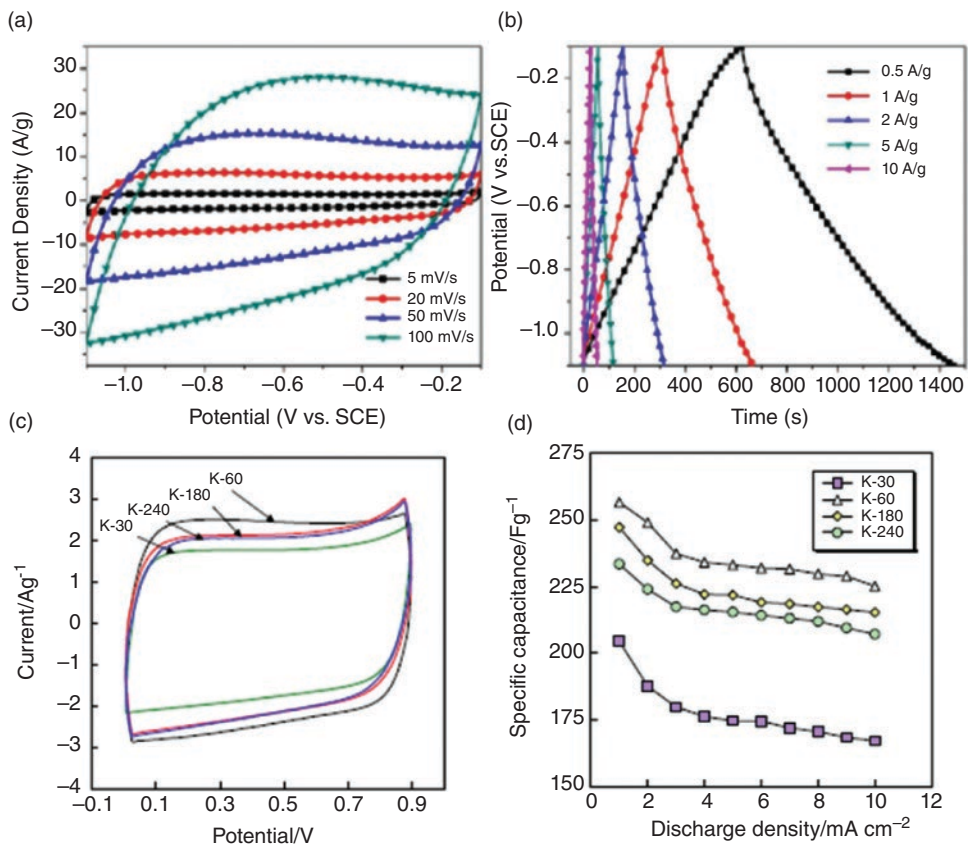 (a)
30
20
10
0
–10
–20
–30
Current Density (A/g)
5 mV/s
20 mV/s
50 mV/s
100 mV/s
–1.0
–0.8
–0.6
–0.4
–0.2
Potential (V vs. SCE)
(b)
–0.2
–0.4
–0.6
–0.8
–1.0
Potential (V vs.SCE)
0.5 A/g
1 A/g
2 A/g
5 A/g
10 A/g
0
200
400
600
800
1000
1200
1400
Time (s)
(c)
4
3
2
1
0
–1
–2
–3
–4
Current/Ag⁻¹
K-60
K-180
K-240
K-30
–0.1
0.1
0.3
0.5
0.7
0.9
Potential/V
(d)
275
250
225
200
175
150
Specific capacitance/Fg⁻¹
K-30
K-60
K-180
K-240
0
2
4
6
8
10
12
Discharge density/mA cm⁻²